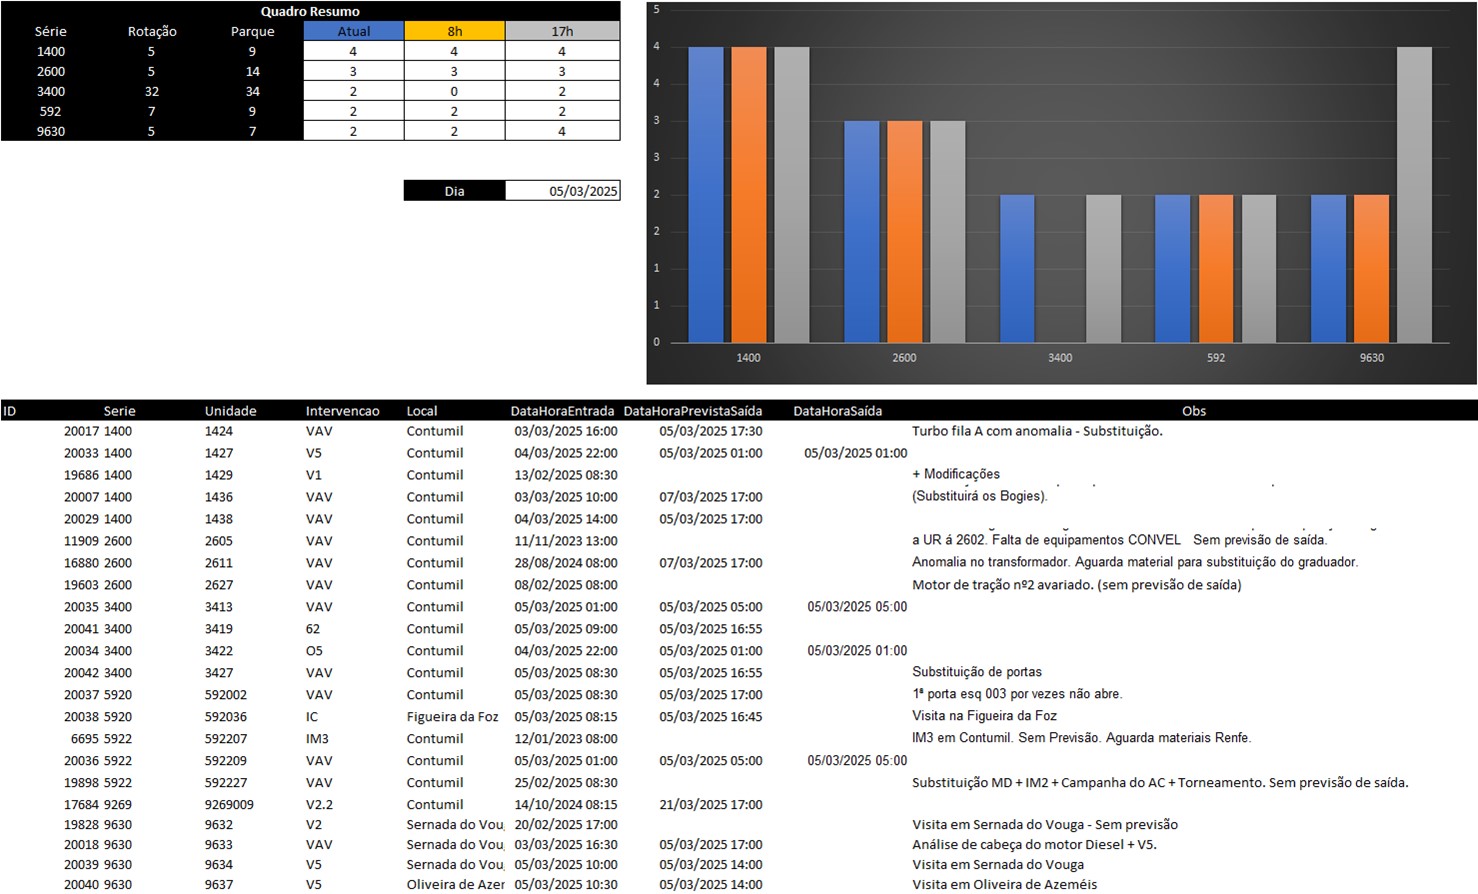 Quadro Resumo
Série Rotação Parque Atual 8h 17h
1400 5 9 4 4 4
2600 5 14 3 3 3
3400 32 34 2 0 2
592 7 9 2 2 2
9630 5 7 2 2 4
Dia 05/03/2025
5
4
4
3
3
2
2
1
1
0
1400 2600 3400 592 9630
ID Serie Unidade Intervencao Local DataHoraEntrada DataHoraPrevistaSaída DataHoraSaída Obs
20017 1400 1424 VAV Contumil 03/03/2025 16:00 05/03/2025 17:30 Turbo fila A com anomalia - Substituição.
20033 1400 1427 V5 Contumil 04/03/2025 22:00 05/03/2025 01:00 05/03/2025 01:00
19686 1400 1429 V1 Contumil 13/02/2025 08:30 + Modificações
20007 1400 1436 VAV Contumil 03/03/2025 10:00 07/03/2025 17:00 (Substituirá os Bogies).
20029 1400 1438 VAV Contumil 04/03/2025 14:00 05/03/2025 17:00
11909 2600 2605 VAV Contumil 11/11/2023 13:00 a UR á 2602. Falta de equipamentos CONVEL Sem previsão de saída.
16880 2600 2611 VAV Contumil 28/08/2024 08:00 07/03/2025 17:00 Anomalia no transformador. Aguarda material para substituição do graduador.
19603 2600 2627 VAV Contumil 08/02/2025 08:00 Motor de tração nº2 avariado. (sem previsão de saída)
20035 3400 3413 VAV Contumil 05/03/2025 01:00 05/03/2025 05:00 05/03/2025 05:00
20041 3400 3419 62 Contumil 05/03/2025 09:00 05/03/2025 16:55
20034 3400 3422 O5 Contumil 04/03/2025 22:00 05/03/2025 01:00 05/03/2025 01:00
20042 3400 3427 VAV Contumil 05/03/2025 08:30 05/03/2025 16:55 Substituição de portas
20037 5920 592002 VAV Contumil 05/03/2025 08:30 05/03/2025 17:00 1ª porta esq 003 por vezes não abre.
20038 5920 592036 IC Figueira da Foz 05/03/2025 08:15 05/03/2025 16:45 Visita na Figueira da Foz
6695 5922 592207 IM3 Contumil 12/01/2023 08:00 IM3 em Contumil. Sem Previsão. Aguarda materiais Renfe.
20036 5922 592209 VAV Contumil 05/03/2025 01:00 05/03/2025 05:00 05/03/2025 05:00
19898 5922 592227 VAV Contumil 25/02/2025 08:30 Substituição MD + IM2 + Campanha do AC + Torneamento. Sem previsão de saída.
17684 9269 9269009 V2.2 Contumil 14/10/2024 08:15 21/03/2025 17:00
19828 9630 9632 V2 Sernada do Vou 20/02/2025 17:00 Visita em Sernada do Vouga - Sem previsão
20018 9630 9633 VAV Sernada do Vou 03/03/2025 16:30 05/03/2025 17:00 Análise de cabeça do motor Diesel + V5.
20039 9630 9634 V5 Sernada do Vou 05/03/2025 10:00 05/03/2025 14:00 Visita em Sernada do Vouga
20040 9630 9637 V5 Oliveira de Azer 05/03/2025 10:30 05/03/2025 14:00 Visita em Oliveira de Azeméis